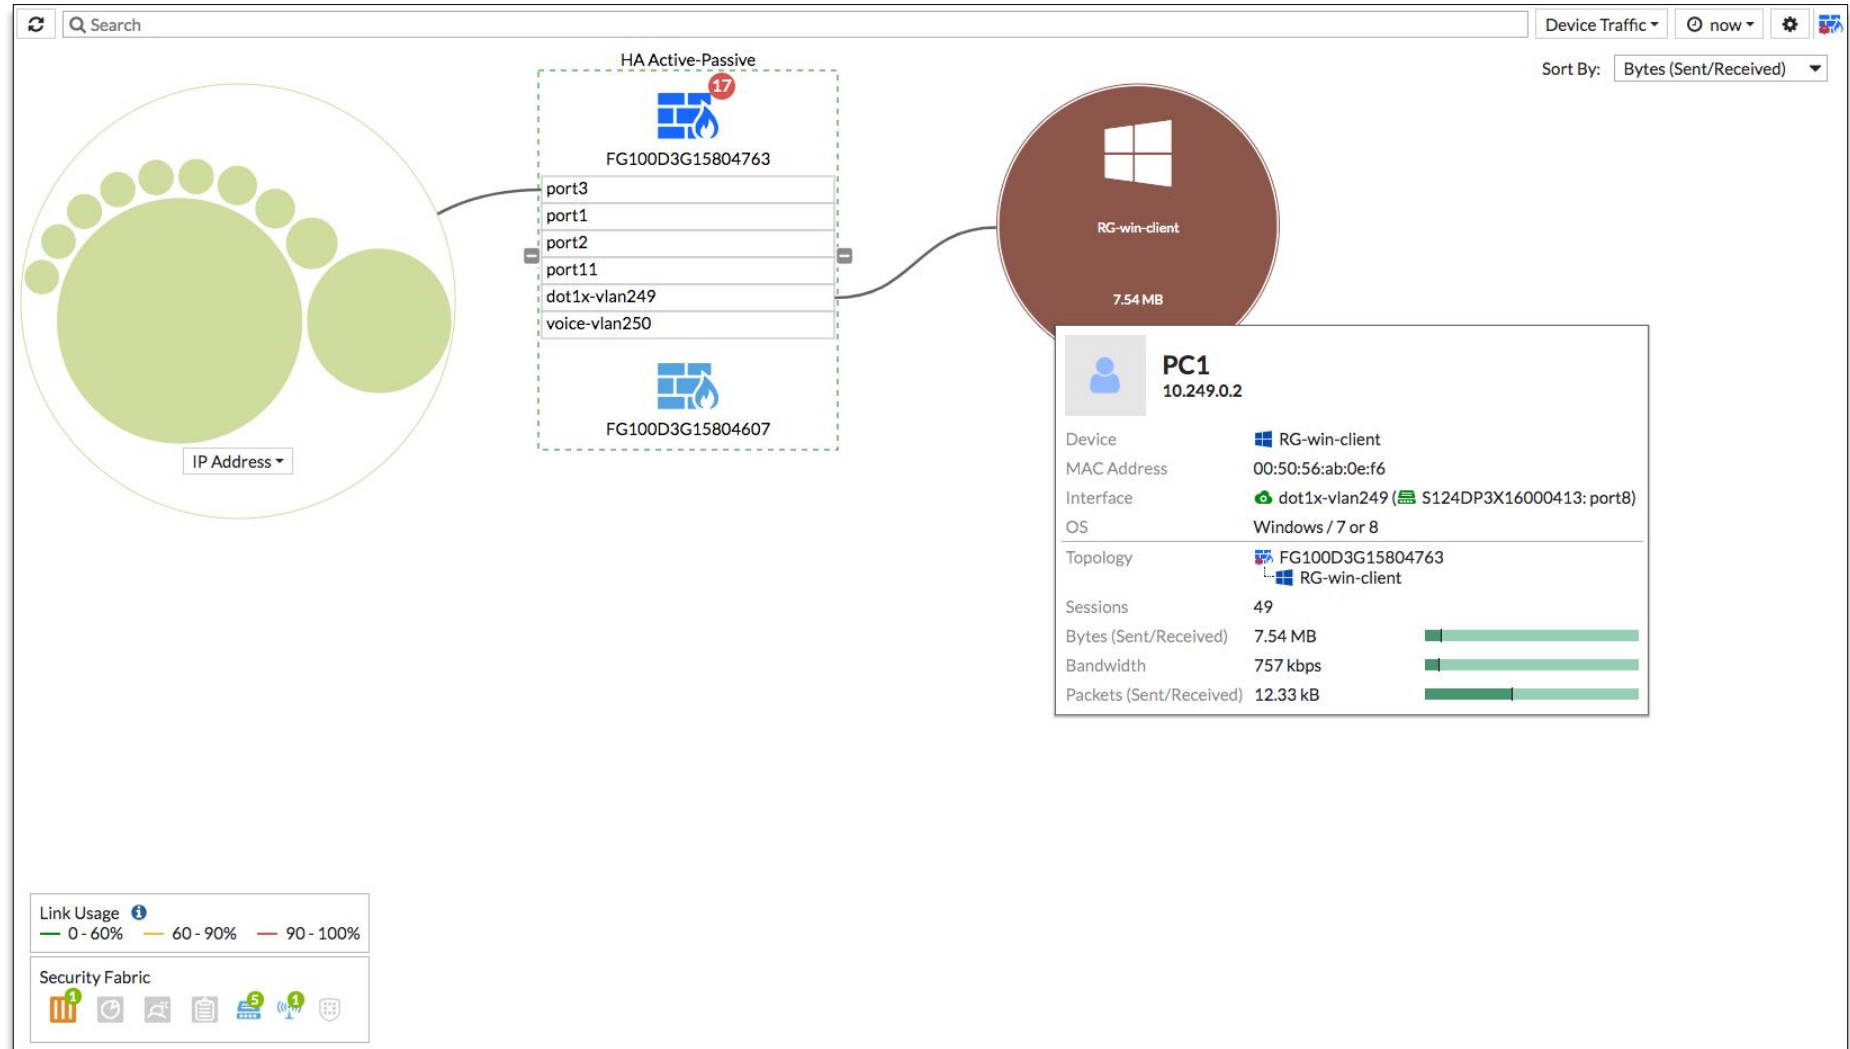 Search
Device Traffic
now
Sort By: Bytes (Sent/Received)
HA Active-Passive
17
FG100D3G15804763
port3
port1
port2
port11
dot1x-vlan249
voice-vlan250
FG100D3G15804607
IP Address
RG-win-client
7.54 MB
PC1
10.249.0.2
Device RG-win-client
MAC Address 00:50:56:ab:0e:f6
Interface dot1x-vlan249 (S124DP3X16000413: port8)
OS Windows / 7 or 8
Topology FG100D3G15804763
RG-win-client
Sessions 49
Bytes (Sent/Received) 7.54 MB
Bandwidth 757 kbps
Packets (Sent/Received) 12.33 kB
Link Usage
0 - 60% 60 - 90% 90 - 100%
Security Fabric
1 5 1